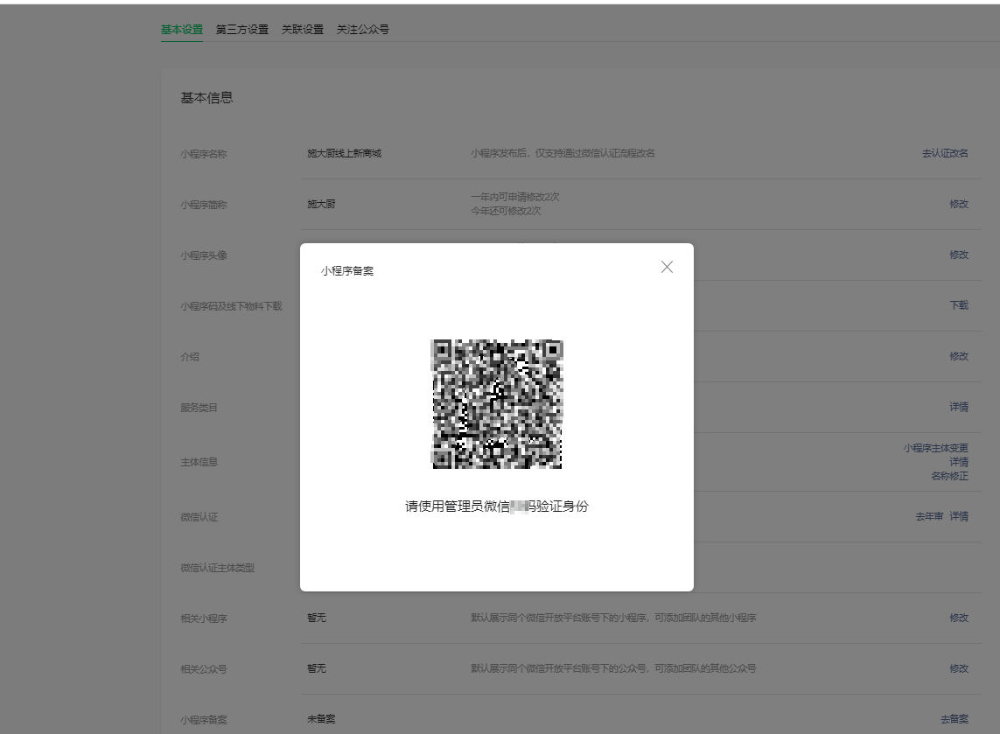 基本设置 第三方设置 关联设置 关注公众号
基本信息
小程序名称 施大厨线上新商城 小程序发布后，仅支持通过微信认证流程改名 去认证改名
小程序简称 施大厨 一年内可申请修改2次
今年还可修改2次 修改
小程序头像 修改
小程序备案
小程序码及线下物料下载 下载
介绍 修改
服务类目 详情
主体信息 小程序主体变更
详情
名称修正
请使用管理员微信 码验证身份
微信认证 去年审 详情
微信认证主体类型
相关小程序 暂无 默认展示同个微信开放平台账号下的小程序，可添加团队的其他小程序 修改
相关公众号 暂无 默认展示同个微信开放平台账号下的公众号，可添加团队的其他公众号 修改
小程序备案 未备案 去备案